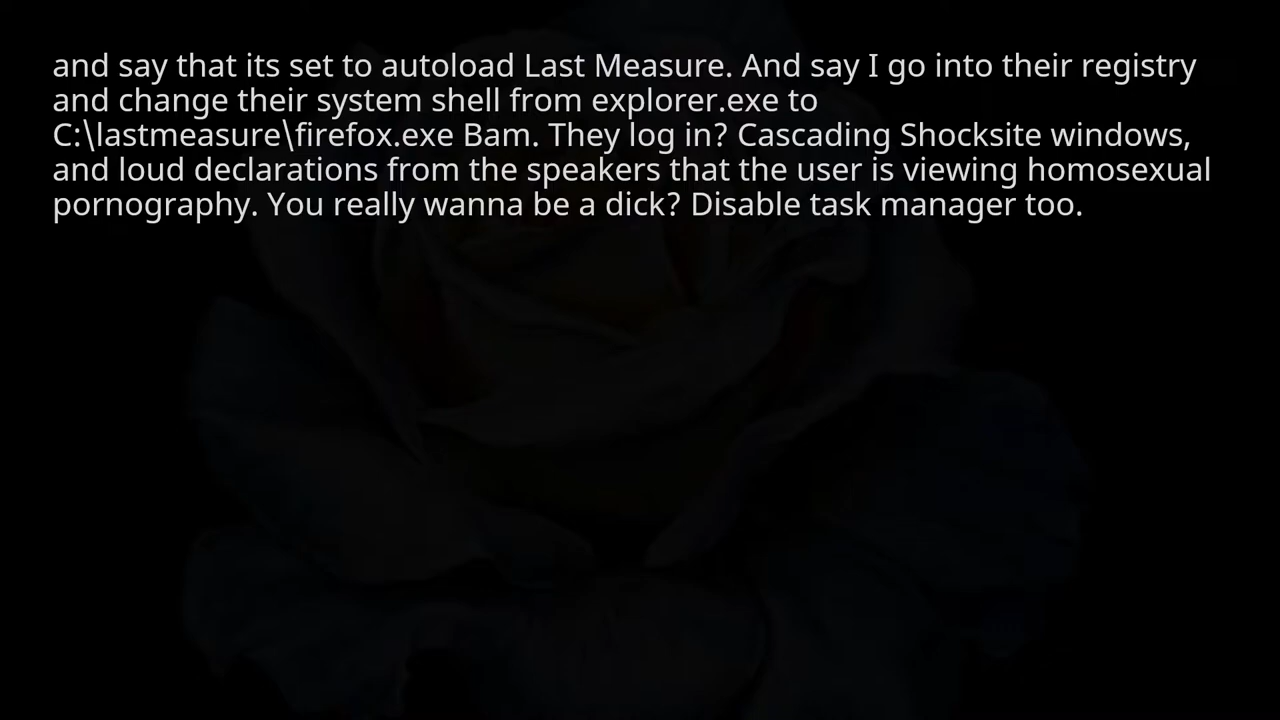 and say that its set to autoload Last Measure. And say I go into their registry
and change their system shell from explorer.exe to
C:\lastmeasure\firefox.exe Bam. They log in? Cascading Shocksite windows,
and loud declarations from the speakers that the user is viewing homosexual
pornography. You really wanna be a dick? Disable task manager too.